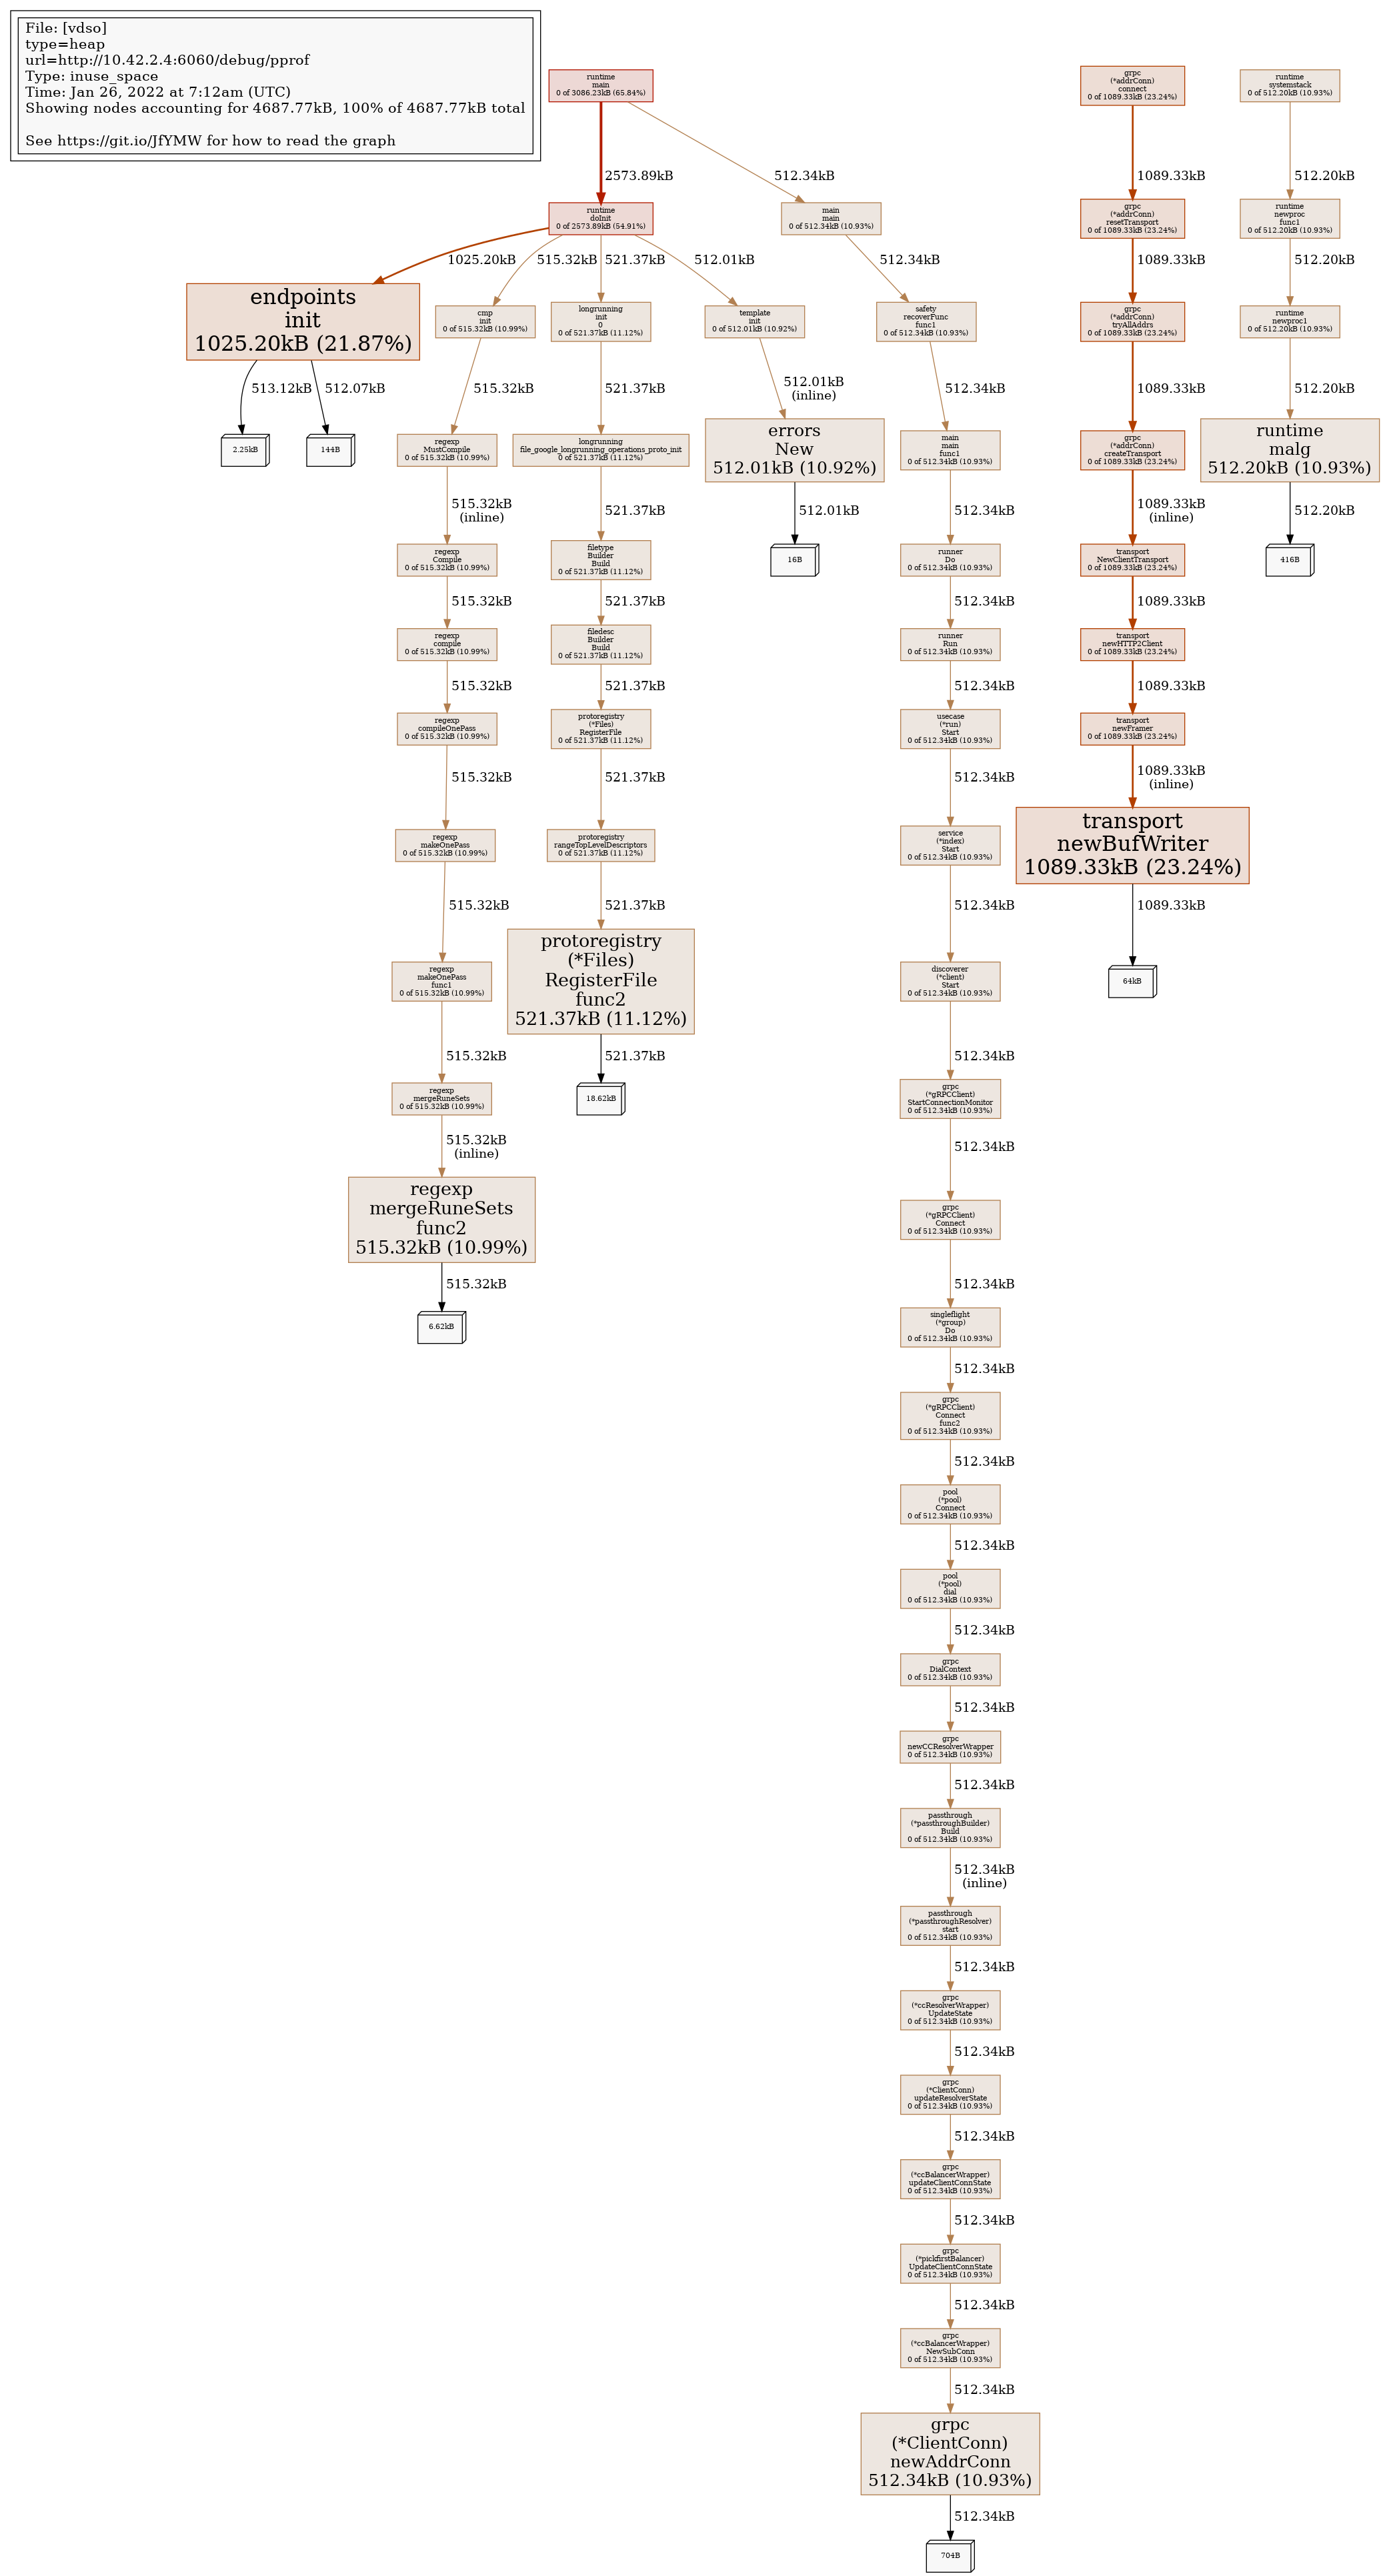 File: [vdso]
type=heap
url=http://10.42.2.4:6060/debug/pprof
Type: inuse_space
Time: Jan 26, 2022 at 7:12am (UTC)
Showing nodes accounting for 4687.77kB, 100% of 4687.77kB total
See https://git.io/JfYMW for how to read the graph
runtime
main
0 of 3086.23kB (65.84%)
2573.89kB
512.34kB
runtime
doInit
0 of 2573.89kB (54.91%)
1025.20kB
515.32kB
521.37kB
512.01kB
endpoints
init
1025.20kB (21.87%)
513.12kB
512.07kB
2.25kB
144B
cmp
init
0 of 515.32kB (10.99%)
515.32kB
regexp
MustCompile
0 of 515.32kB (10.99%)
515.32kB
(inline)
regexp
Compile
0 of 515.32kB (10.99%)
515.32kB
regexp
compile
0 of 515.32kB (10.99%)
515.32kB
regexp
compileOnePass
0 of 515.32kB (10.99%)
515.32kB
regexp
makeOnePass
0 of 515.32kB (10.99%)
515.32kB
regexp
makeOnePass
func1
0 of 515.32kB (10.99%)
515.32kB
regexp
mergeRuneSets
0 of 515.32kB (10.99%)
515.32kB
(inline)
regexp
mergeRuneSets
func2
515.32kB (10.99%)
515.32kB
6.62kB
longrunning
init
0
0 of 521.37kB (11.12%)
521.37kB
longrunning
file_google_longrunning_operations_proto_init
0 of 521.37kB (11.12%)
521.37kB
filetype
Builder
Build
0 of 521.37kB (11.12%)
521.37kB
filedesc
Builder
Build
0 of 521.37kB (11.12%)
521.37kB
protoregistry
(*Files)
RegisterFile
0 of 521.37kB (11.12%)
521.37kB
protoregistry
rangeTopLevelDescriptors
0 of 521.37kB (11.12%)
521.37kB
protoregistry
(*Files)
RegisterFile
func2
521.37kB (11.12%)
521.37kB
18.62kB
template
init
0 of 512.01kB (10.92%)
512.01kB
(inline)
errors
New
512.01kB (10.92%)
512.01kB
16B
main
main
0 of 512.34kB (10.93%)
512.34kB
safety
recoverFunc
func1
0 of 512.34kB (10.93%)
512.34kB
main
main
func1
0 of 512.34kB (10.93%)
512.34kB
runner
Do
0 of 512.34kB (10.93%)
512.34kB
runner
Run
0 of 512.34kB (10.93%)
512.34kB
usecase
(*run)
Start
0 of 512.34kB (10.93%)
512.34kB
service
(*index)
Start
0 of 512.34kB (10.93%)
512.34kB
discoverer
(*client)
Start
0 of 512.34kB (10.93%)
512.34kB
grpc
(*gRPCClient)
StartConnectionMonitor
0 of 512.34kB (10.93%)
512.34kB
grpc
(*gRPCClient)
Connect
0 of 512.34kB (10.93%)
512.34kB
singleflight
(*group)
Do
0 of 512.34kB (10.93%)
512.34kB
grpc
(*gRPCClient)
Connect
func2
0 of 512.34kB (10.93%)
512.34kB
pool
(*pool)
Connect
0 of 512.34kB (10.93%)
512.34kB
pool
(*pool)
dial
0 of 512.34kB (10.93%)
512.34kB
grpc
DialContext
0 of 512.34kB (10.93%)
512.34kB
grpc
newCCResolverWrapper
0 of 512.34kB (10.93%)
512.34kB
passthrough
(*passthroughBuilder)
Build
0 of 512.34kB (10.93%)
512.34kB
(inline)
passthrough
(*passthroughResolver)
start
0 of 512.34kB (10.93%)
512.34kB
grpc
(*ccResolverWrapper)
UpdateState
0 of 512.34kB (10.93%)
512.34kB
grpc
(*ClientConn)
updateResolverState
0 of 512.34kB (10.93%)
512.34kB
grpc
(*ccBalancerWrapper)
updateClientConnState
0 of 512.34kB (10.93%)
512.34kB
grpc
(*pickfirstBalancer)
UpdateClientConnState
0 of 512.34kB (10.93%)
512.34kB
grpc
(*ccBalancerWrapper)
NewSubConn
0 of 512.34kB (10.93%)
512.34kB
grpc
(*ClientConn)
newAddrConn
512.34kB (10.93%)
512.34kB
704B
grpc
(*addrConn)
connect
0 of 1089.33kB (23.24%)
1089.33kB
grpc
(*addrConn)
resetTransport
0 of 1089.33kB (23.24%)
1089.33kB
grpc
(*addrConn)
tryAllAddrs
0 of 1089.33kB (23.24%)
1089.33kB
grpc
(*addrConn)
createTransport
0 of 1089.33kB (23.24%)
1089.33kB
(inline)
transport
NewClientTransport
0 of 1089.33kB (23.24%)
1089.33kB
transport
newHTTP2Client
0 of 1089.33kB (23.24%)
1089.33kB
transport
newFramer
0 of 1089.33kB (23.24%)
1089.33kB
(inline)
transport
newBufWriter
1089.33kB (23.24%)
1089.33kB
64kB
runtime
systemstack
0 of 512.20kB (10.93%)
512.20kB
runtime
newproc
func1
0 of 512.20kB (10.93%)
512.20kB
runtime
newproc1
0 of 512.20kB (10.93%)
512.20kB
runtime
malg
512.20kB (10.93%)
512.20kB
416B